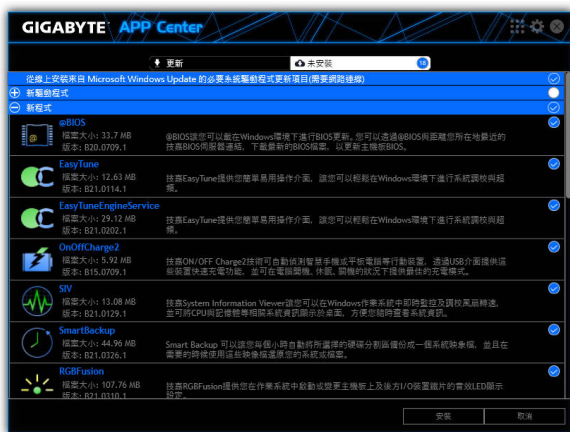 GIGABYTE APP Center
更新
未安裝 18
從線上安裝來自 Microsoft Windows Update 的必要系統驅動程式更新項目(需要網路連線)
新驅動程式
新程式
@BIOS
檔案大小: 33.7 MB
版本: B20.0709.1
@BIOS讓您可以載在Windows環境下進行BIOS更新。您可以透過@BIOS與距離您所在地最近的
技嘉BIOS伺服器連結，下載最新的BIOS檔案，以更新主機板BIOS。
EasyTune
檔案大小: 12.63 MB
版本: B21.0114.1
技嘉EasyTune提供您簡單易用操作介面，讓您可以輕鬆在Windows環境下進行系統調校與超
頻。
EasyTuneEngineService
檔案大小: 29.12 MB
版本: B21.0202.1
技嘉EasyTune提供您簡單易用操作介面，讓您可以輕鬆在Windows環境下進行系統調校與超
頻。
OnOffCharge2
檔案大小: 5.92 MB
版本: B15.0709.1
技嘉ON/OFF Charge2技術可自動偵測智慧手機或平板電腦等行動裝置，透過USB介面提供這
些裝置快速充電功能，並可在電腦開機、休眠、關機的狀況下提供最佳的充電模式。
SIV
檔案大小: 13.08 MB
版本: B21.0129.1
技嘉System Information Viewer讓您可以在Windows作業系統中即時監控及調校風扇轉速，
並可將CPU與記憶體等相關系統資訊顯示於桌面，方便您隨時查看系統資訊。
SmartBackup
檔案大小: 44.96 MB
版本: B21.0326.1
Smart Backup 可以讓您每個小時自動將所選擇的硬碟分割區備份成一個系統映象檔，並且在
需要的時候使用這些映像檔還原您的系統或檔案。
RGBFusion
檔案大小: 107.76 MB
版本: B21.0310.1
技嘉RGBFusion提供您在作業系統中啟動或變更主機板上及後方I/O裝置鐵片的音效LED顯示
設定。
安裝
取消